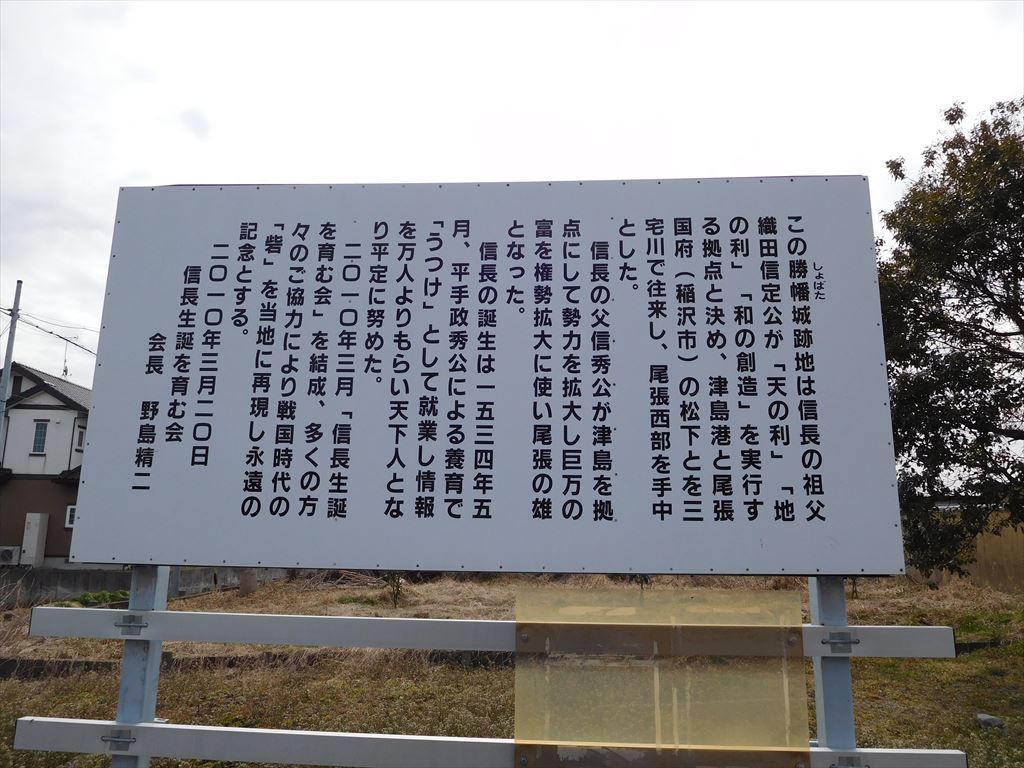 この勝幡城跡地は信長の祖父
しょばた
織田信定公が「天の利」「地
の利」「和の創造」を実行す
る拠点と決め、津島港と尾張
国府（稲沢市）の松下とを三
宅川で往来し、尾張西部を手中
とした。
信長の父信秀公が津島を拠
点にして勢力を拡大し巨万の
富を権勢拡大に使い尾張の雄
となった。
信長の誕生は一五三四年五
月、平手政秀公による養育で
「うつけ」として就業し情報
を万人よりもらい天下人とな
り平定に努めた。
二〇一〇年三月「信長生誕
を育む会」を結成、多くの方
々のご協力により戦国時代の
「砦」を当地に再現し永遠の
記念とする。
二〇一〇年三月二〇日
信長生誕を育む会
会長　野島精二